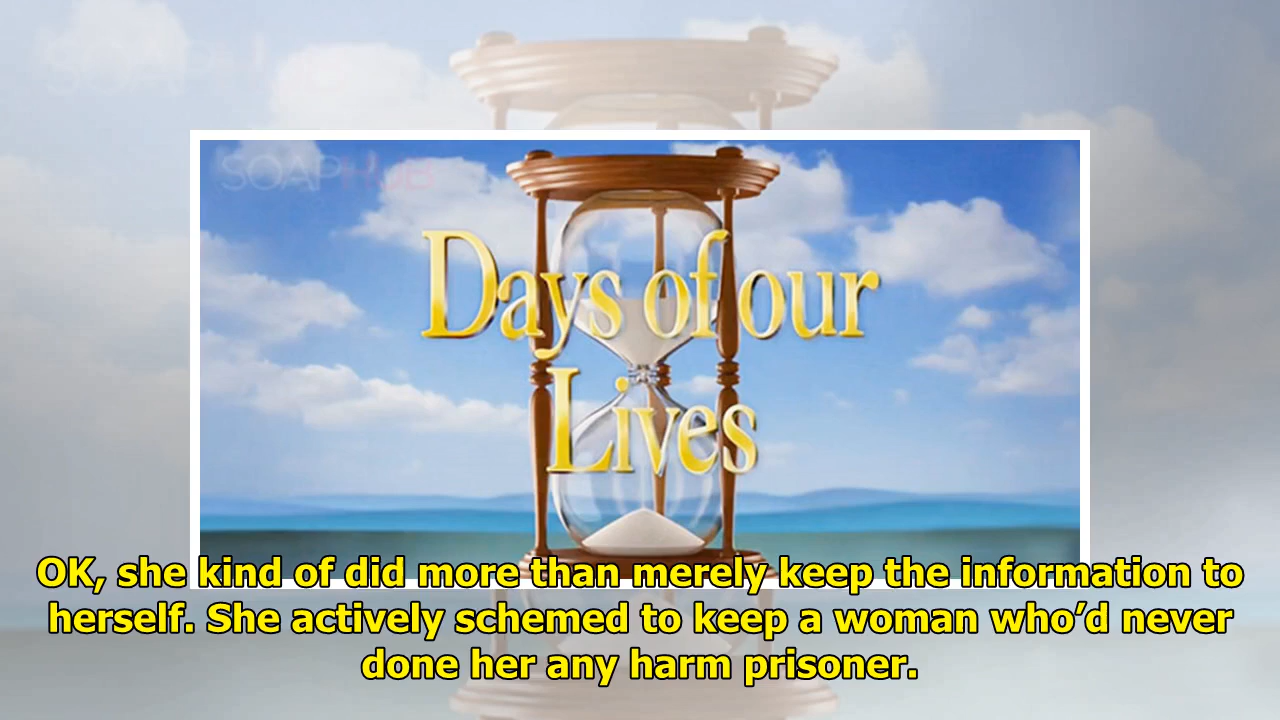 SOAPHUB
Days of our
Lives
OK, she kind of did more than merely keep the information to
herself. She actively schemed to keep a woman who’d never
done her any harm prisoner.